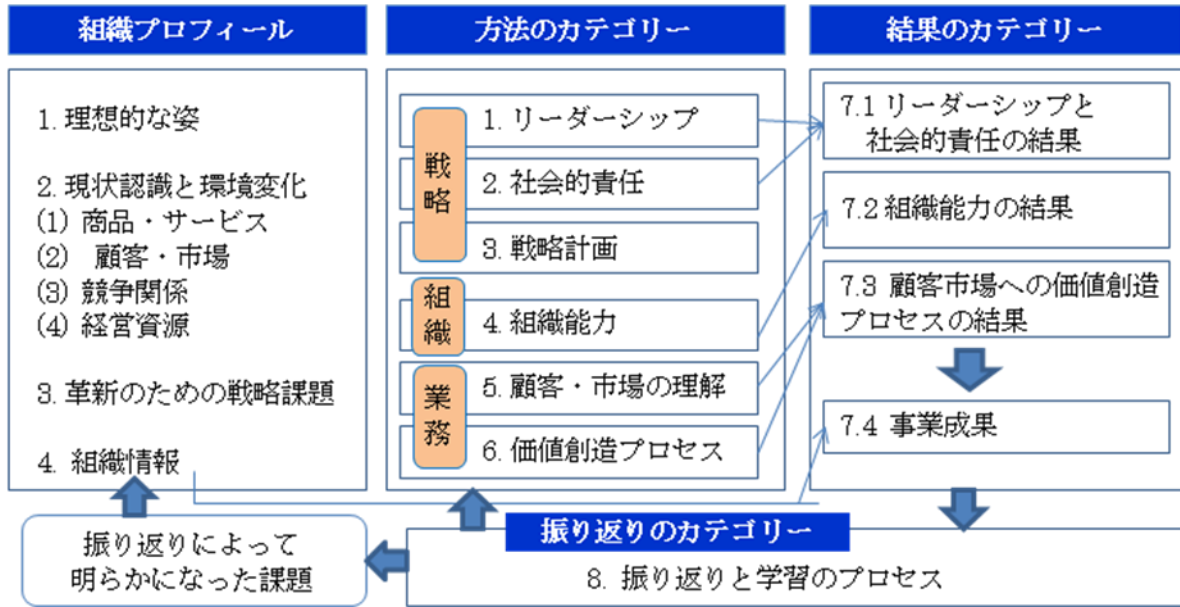 組織プロフィール
1. 理想的な姿
2. 現状認識と環境変化
(1) 商品・サービス
(2) 顧客・市場
(3) 競争関係
(4) 経営資源
3. 革新のための戦略課題
4. 組織情報
方法のカテゴリー
戦略
1. リーダーシップ
2. 社会的責任
3. 戦略計画
組織
4. 組織能力
業務
5. 顧客・市場の理解
6. 価値創造プロセス
結果のカテゴリー
7.1 リーダーシップと
社会的責任の結果
7.2 組織能力の結果
7.3 顧客市場への価値創造
プロセスの結果
7.4 事業成果
振り返りのカテゴリー
8. 振り返りと学習のプロセス
振り返りによって
明らかになった課題